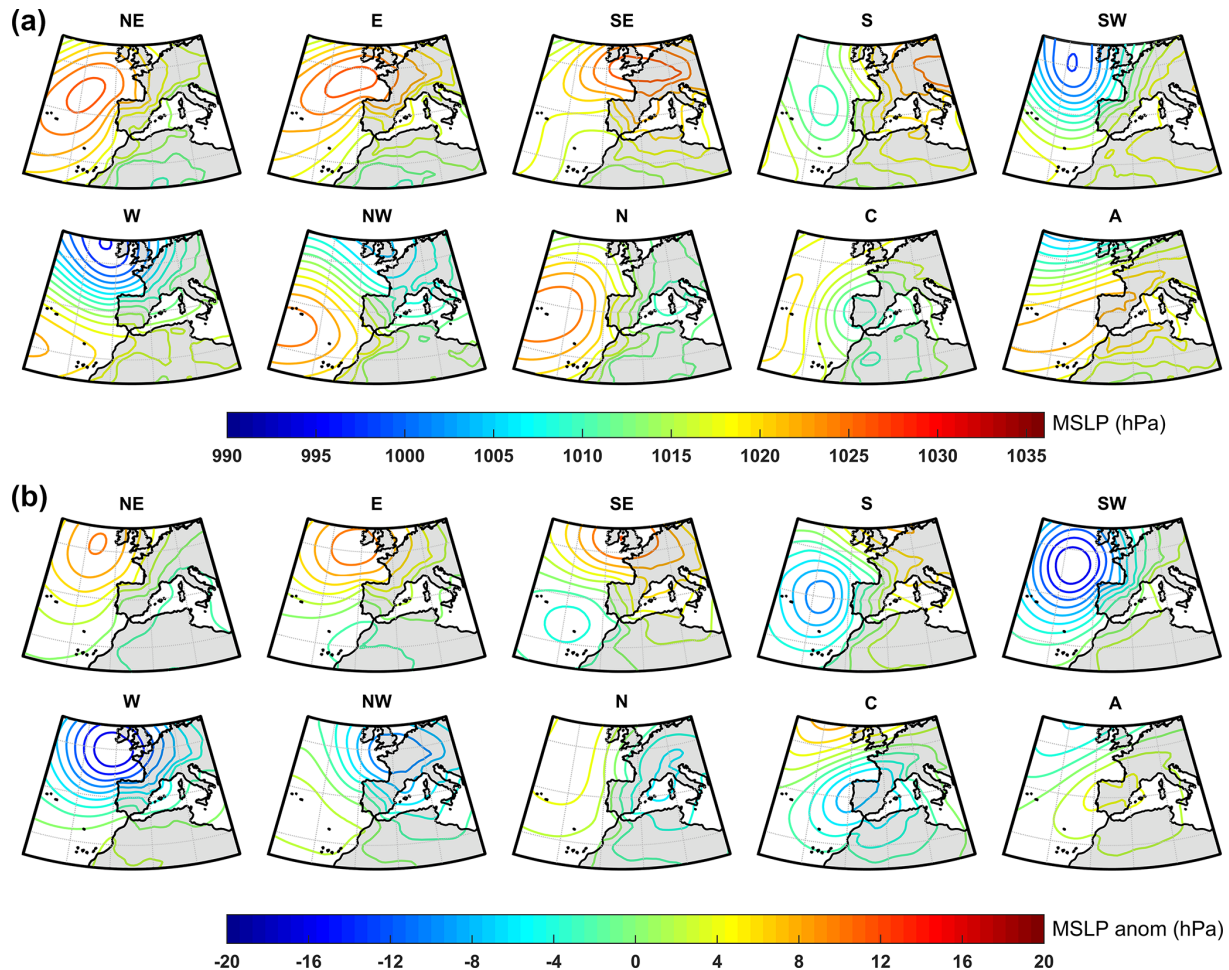 (a)
NE E SE S SW
W NW N C A
MSLP (hPa)
990 995 1000 1005 1010 1015 1020 1025 1030 1035
(b)
NE E SE S SW
W NW N C A
MSLP anom (hPa)
-20 -16 -12 -8 -4 0 4 8 12 16 20